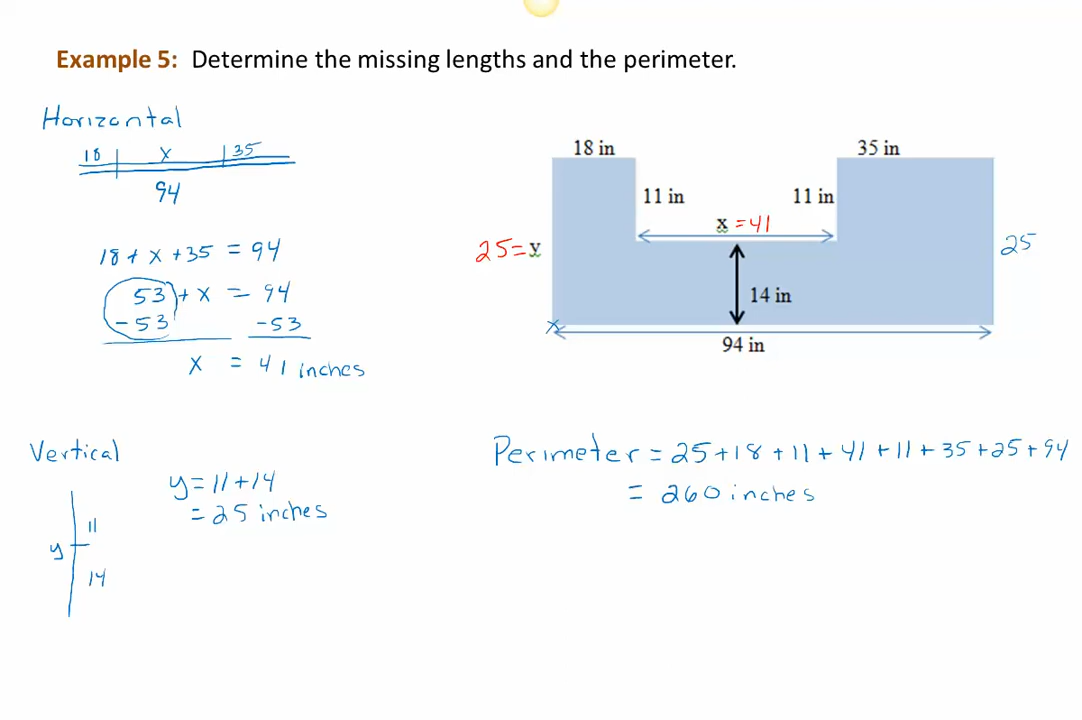 Example 5: Determine the missing lengths and the perimeter.
Horizontal
18 x 35
94
18 + x + 35 = 94
53 + x = 94
-53 -53
x = 41 inches
18 in
35 in
11 in
11 in
x = 41
25 = y
25
14 in
x
94 in
Vertical
y = 11 + 14
= 25 inches
11
y
14
Perimeter = 25 + 18 + 11 + 41 + 11 + 35 + 25 + 94
= 260 inches